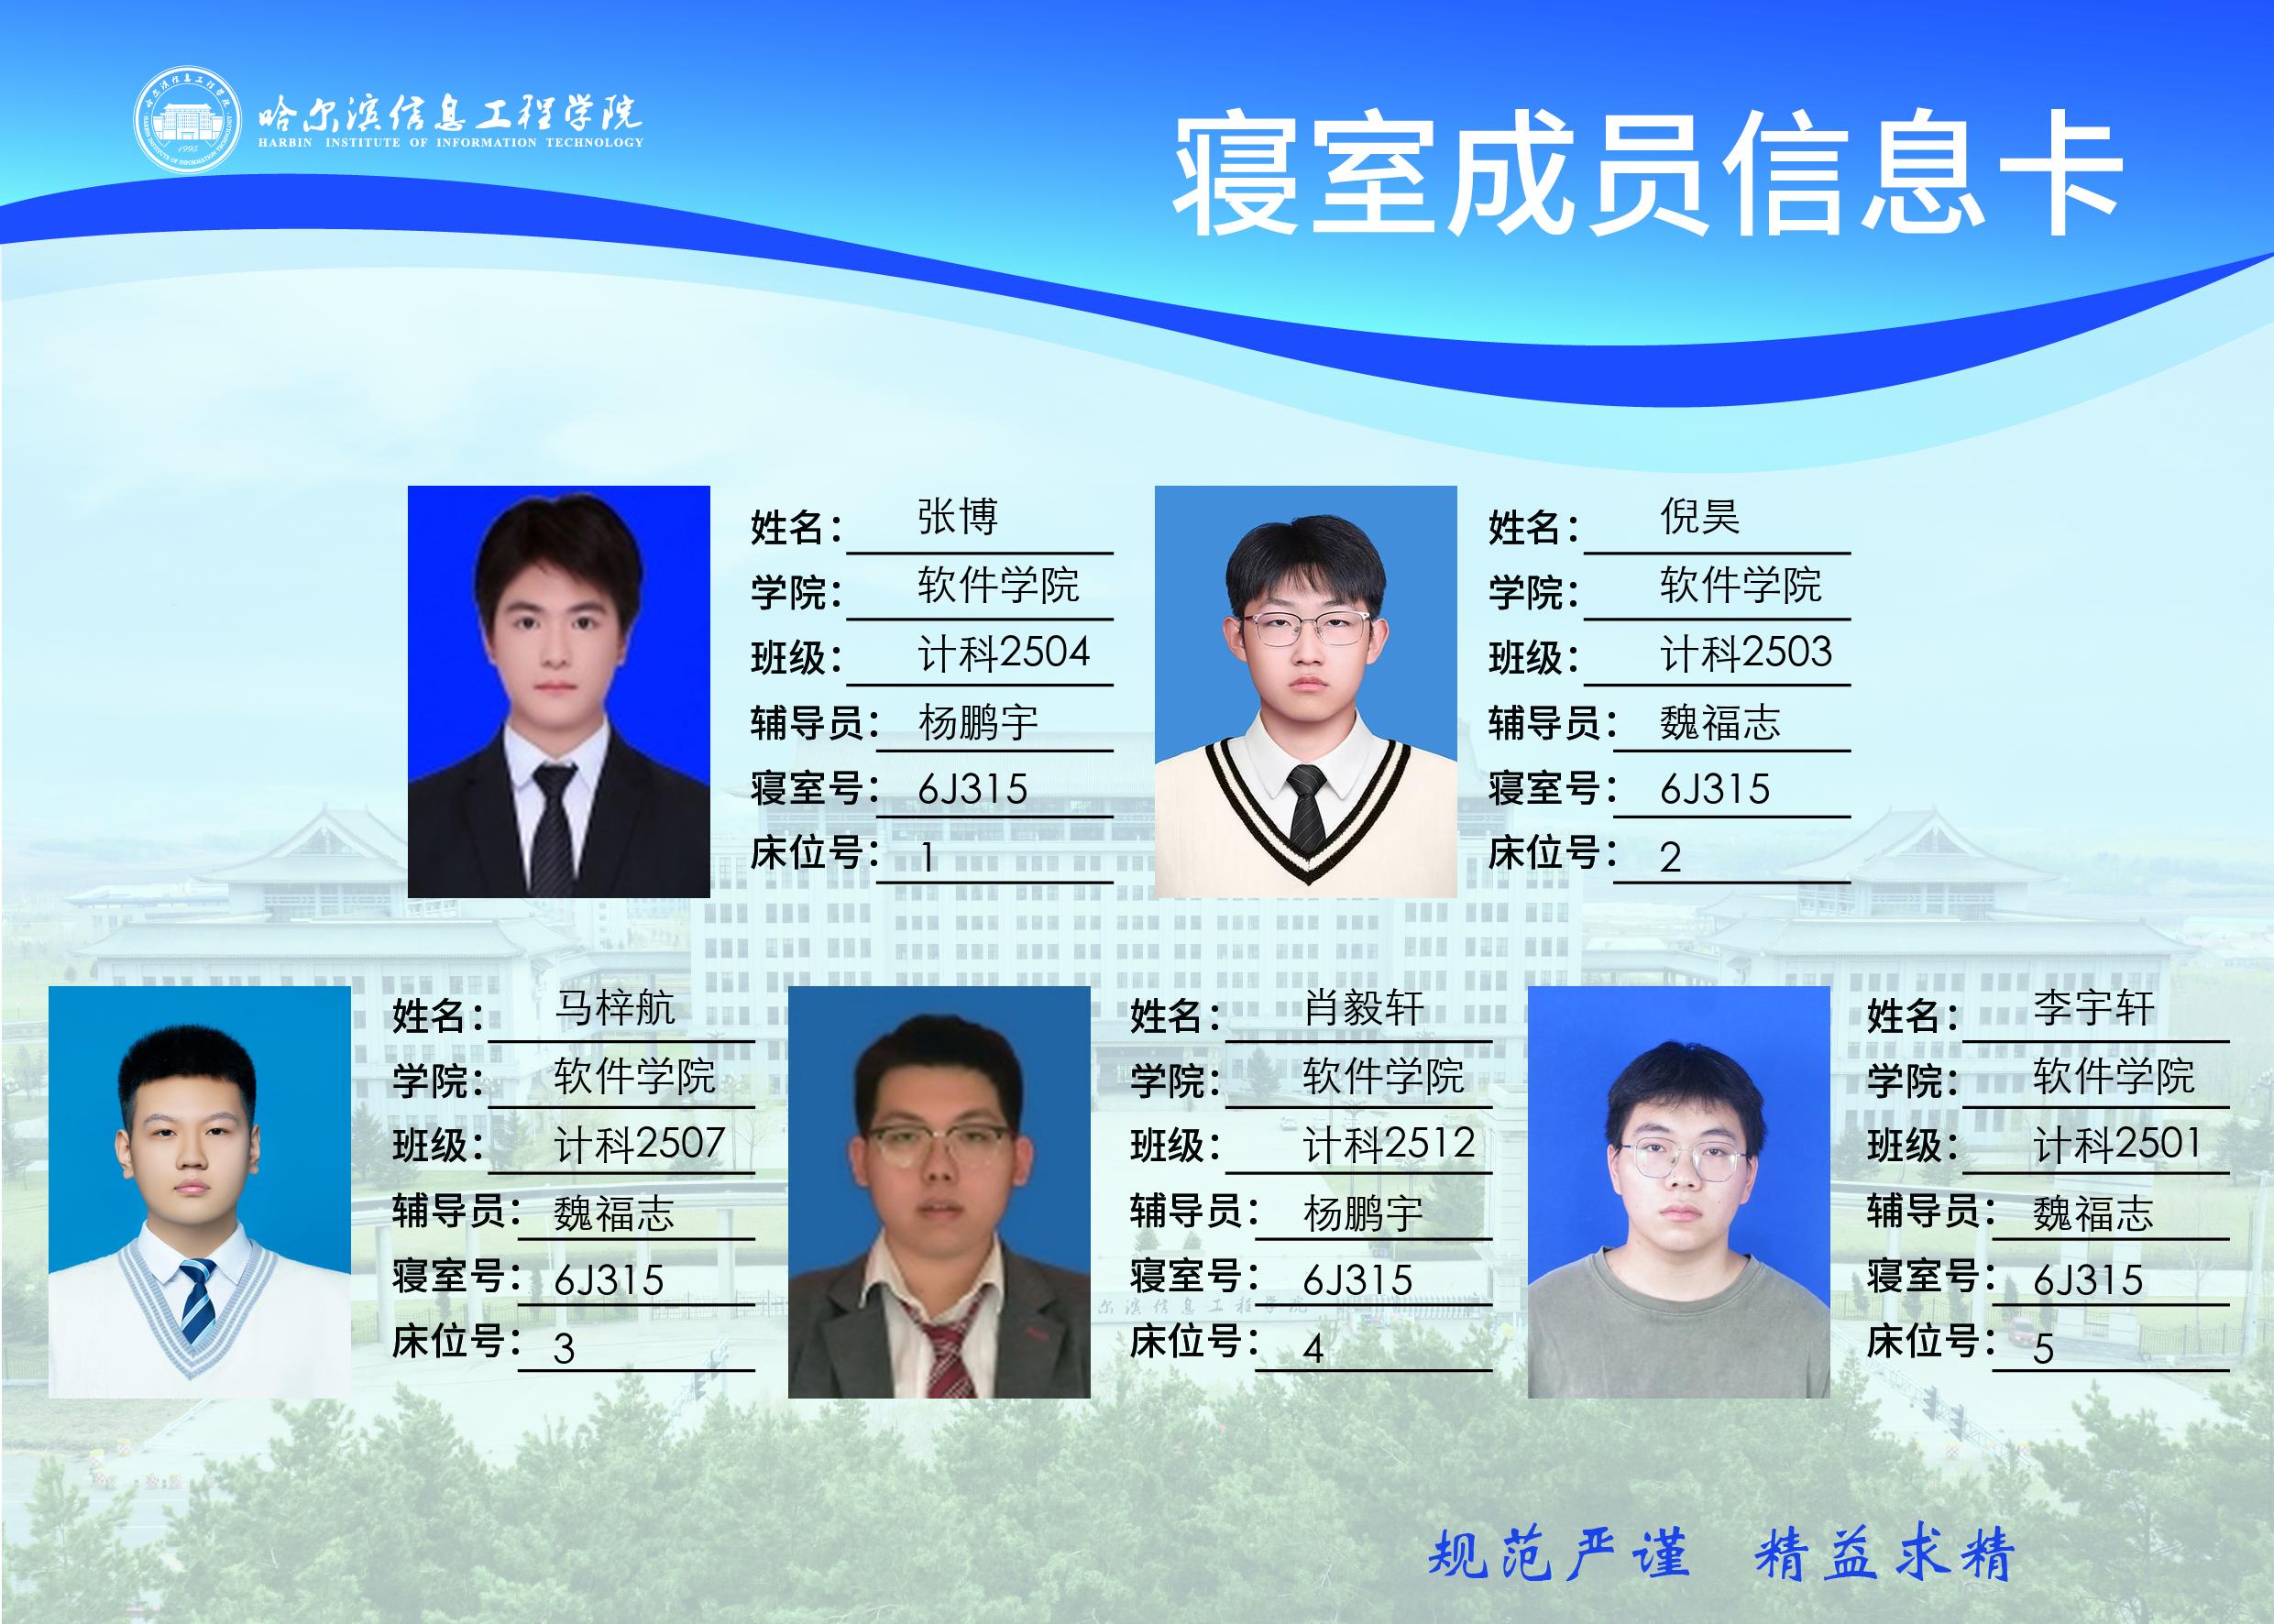 哈尔滨信息工程学院
HARBIN INSTITUTE OF INFORMATION TECHNOLOGY
1995
寝室成员信息卡
姓名：张博
学院：软件学院
班级：计科2504
辅导员：杨鹏宇
寝室号：6J315
床位号：1
姓名：倪昊
学院：软件学院
班级：计科2503
辅导员：魏福志
寝室号：6J315
床位号：2
姓名：马梓航
学院：软件学院
班级：计科2507
辅导员：魏福志
寝室号：6J315
床位号：3
姓名：肖毅轩
学院：软件学院
班级：计科2512
辅导员：杨鹏宇
寝室号：6J315
床位号：4
姓名：李宇轩
学院：软件学院
班级：计科2501
辅导员：魏福志
寝室号：6J315
床位号：5
尔滨信息工程学院
规范严谨 精益求精